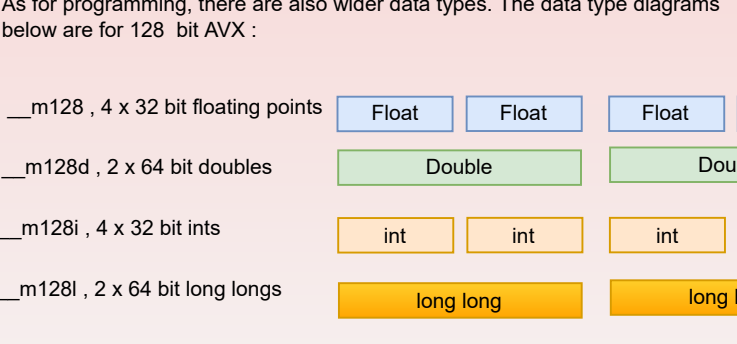 As for programming, there are also wider data types. The data type diagrams
below are for 128 bit AVX :
__m128 , 4 x 32 bit floating points Float Float Float
__m128d , 2 x 64 bit doubles Double Dou
__m128i , 4 x 32 bit ints int int int
__m128l , 2 x 64 bit long longs long long long